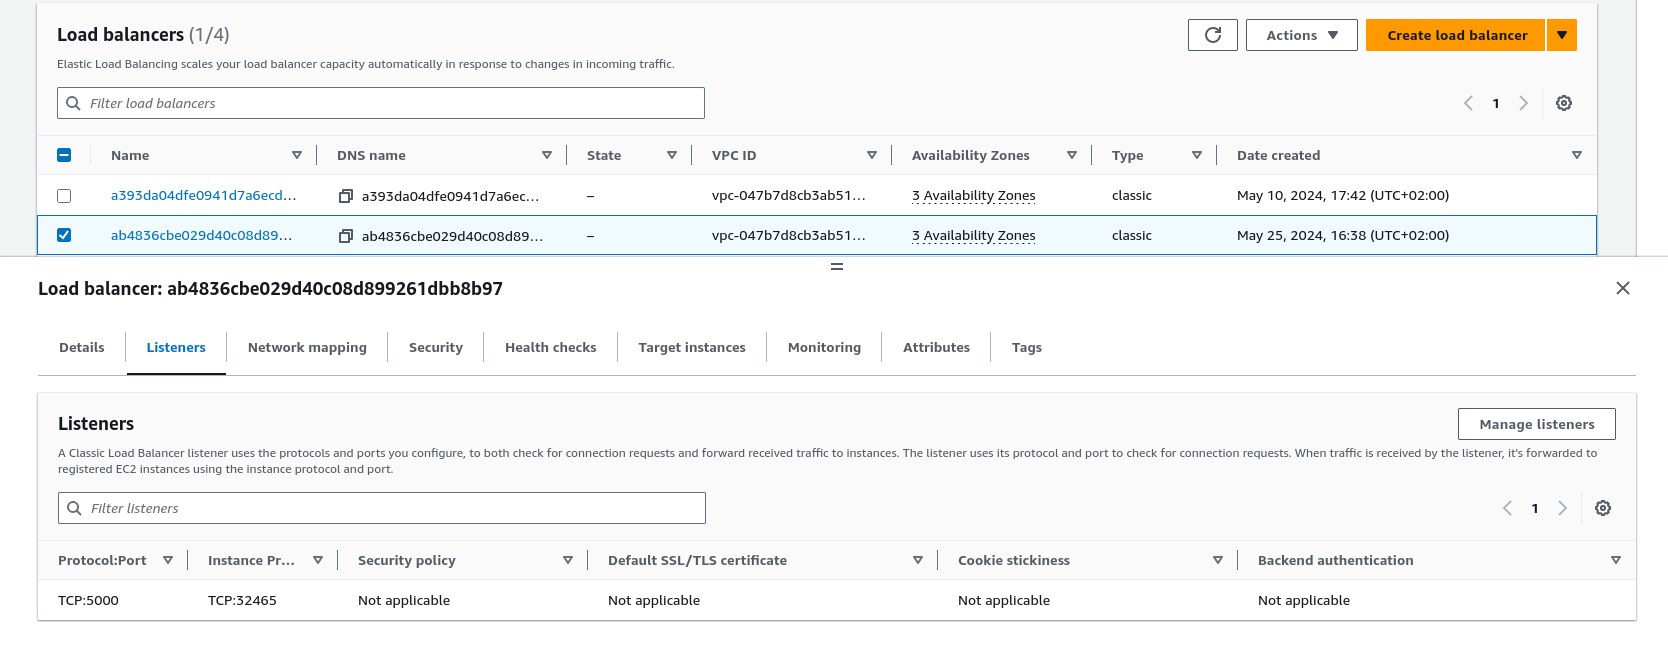 Load balancers (1/4)
Actions
Create load balancer
Elastic Load Balancing scales your load balancer capacity automatically in response to changes in incoming traffic.
Filter load balancers
1
Name DNS name State VPC ID Availability Zones Type Date created
a393da04dfe0941d7a6ecd... a393da04dfe0941d7a6ec... – vpc-047b7d8cb3ab51... 3 Availability Zones classic May 10, 2024, 17:42 (UTC+02:00)
ab4836cbe029d40c08d89... ab4836cbe029d40c08d89... – vpc-047b7d8cb3ab51... 3 Availability Zones classic May 25, 2024, 16:38 (UTC+02:00)
Load balancer: ab4836cbe029d40c08d899261dbb8b97
Details Listeners Network mapping Security Health checks Target instances Monitoring Attributes Tags
Listeners
Manage listeners
A Classic Load Balancer listener uses the protocols and ports you configure, to both check for connection requests and forward received traffic to instances. The listener uses its protocol and port to check for connection requests. When traffic is received by the listener, it's forwarded to
registered EC2 instances using the instance protocol and port.
Filter listeners
1
Protocol:Port Instance Pr... Security policy Default SSL/TLS certificate Cookie stickiness Backend authentication
TCP:5000 TCP:32465 Not applicable Not applicable Not applicable Not applicable